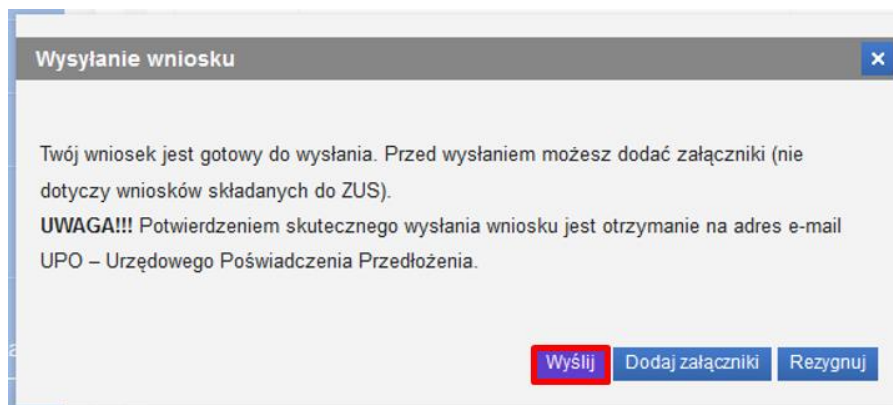 Wysyłanie wniosku
Twój wniosek jest gotowy do wysłania. Przed wysłaniem możesz dodać załączniki (nie
dotyczy wniosków składanych do ZUS).
UWAGA!!! Potwierdzeniem skutecznego wysłania wniosku jest otrzymanie na adres e-mail
UPO – Urzędowego Poświadczenia Przedłożenia.
Wyślij Dodaj załączniki Rezygnuj